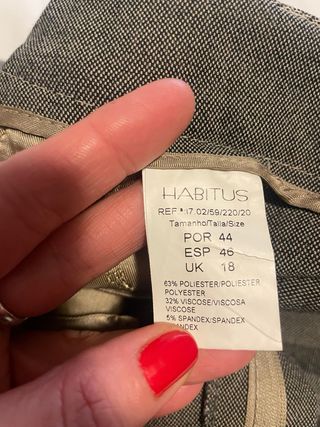 HABITUS
REF ª:17.02/59/220/20
Tamanho/Talla/Size
POR 44
ESP 46
UK 18
63% POLIESTER/POLIESTER
POLYESTER
32% VISCOSE/VISCOSA
VISCOSE
5% SPANDEX/SPANDEX